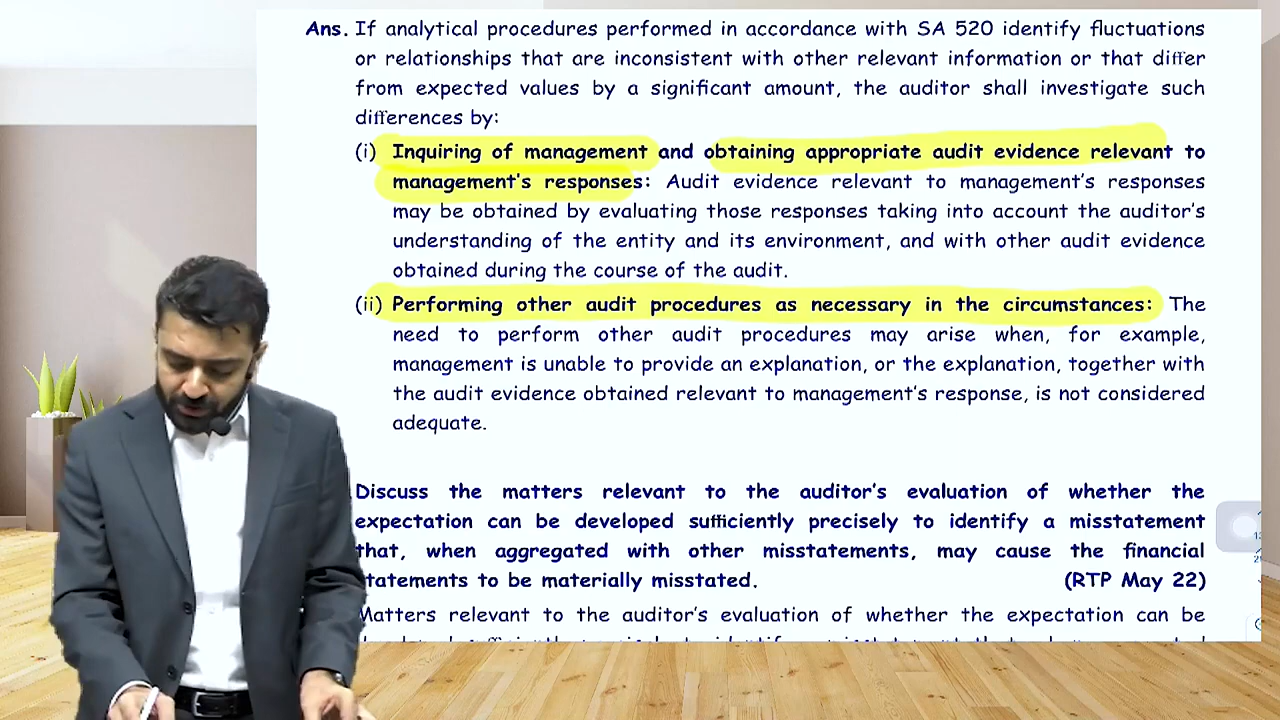 Ans. If analytical procedures performed in accordance with SA 520 identify fluctuations
or relationships that are inconsistent with other relevant information or that differ
from expected values by a significant amount, the auditor shall investigate such
differences by:
(i) Inquiring of management and obtaining appropriate audit evidence relevant to
management's responses: Audit evidence relevant to management's responses
may be obtained by evaluating those responses taking into account the auditor's
understanding of the entity and its environment, and with other audit evidence
obtained during the course of the audit.
(ii) Performing other audit procedures as necessary in the circumstances: The
need to perform other audit procedures may arise when, for example,
management is unable to provide an explanation, or the explanation, together with
the audit evidence obtained relevant to management's response, is not considered
adequate.
Discuss the matters relevant to the auditor's evaluation of whether the
expectation can be developed sufficiently precisely to identify a misstatement
that, when aggregated with other misstatements, may cause the financial
statements to be materially misstated. (RTP May 22)
Matters relevant to the auditor's evaluation of whether the expectation can be